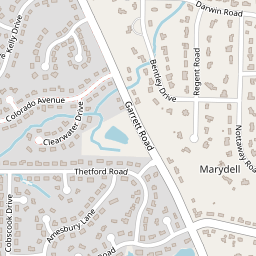 Darwin Road
Kelly Drive
Bentley Drive
Regent Road
Colorado Avenue
Clearwater Drive
Garrett Road
Nottaway Road
Marydell
Thetford Road
Cobscook Drive
Amesbury Lane
Road